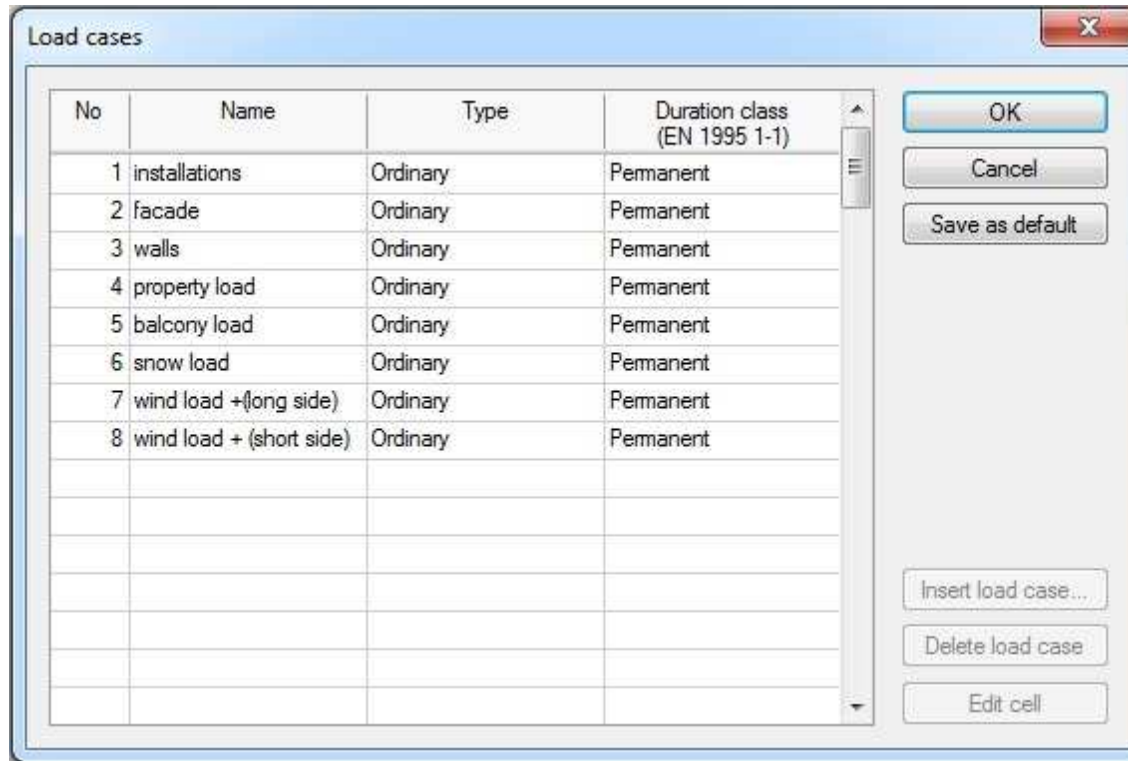 Load cases
No Name Type Duration class
(EN 1995 1-1)
1 installations Ordinary Permanent
2 facade Ordinary Permanent
3 walls Ordinary Permanent
4 property load Ordinary Permanent
5 balcony load Ordinary Permanent
6 snow load Ordinary Permanent
7 wind load +(long side) Ordinary Permanent
8 wind load + (short side) Ordinary Permanent
OK
Cancel
Save as default
Insert load case...
Delete load case
Edit cell